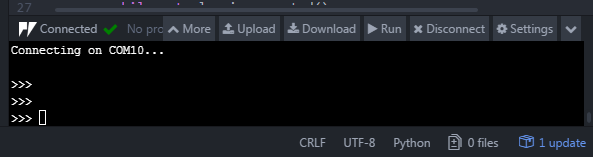 27
Connected No pro More Upload Download Run Disconnect Settings
Connecting on COM10...
>>>
>>>
>>>
CRLF UTF-8 Python 0 files 1 update